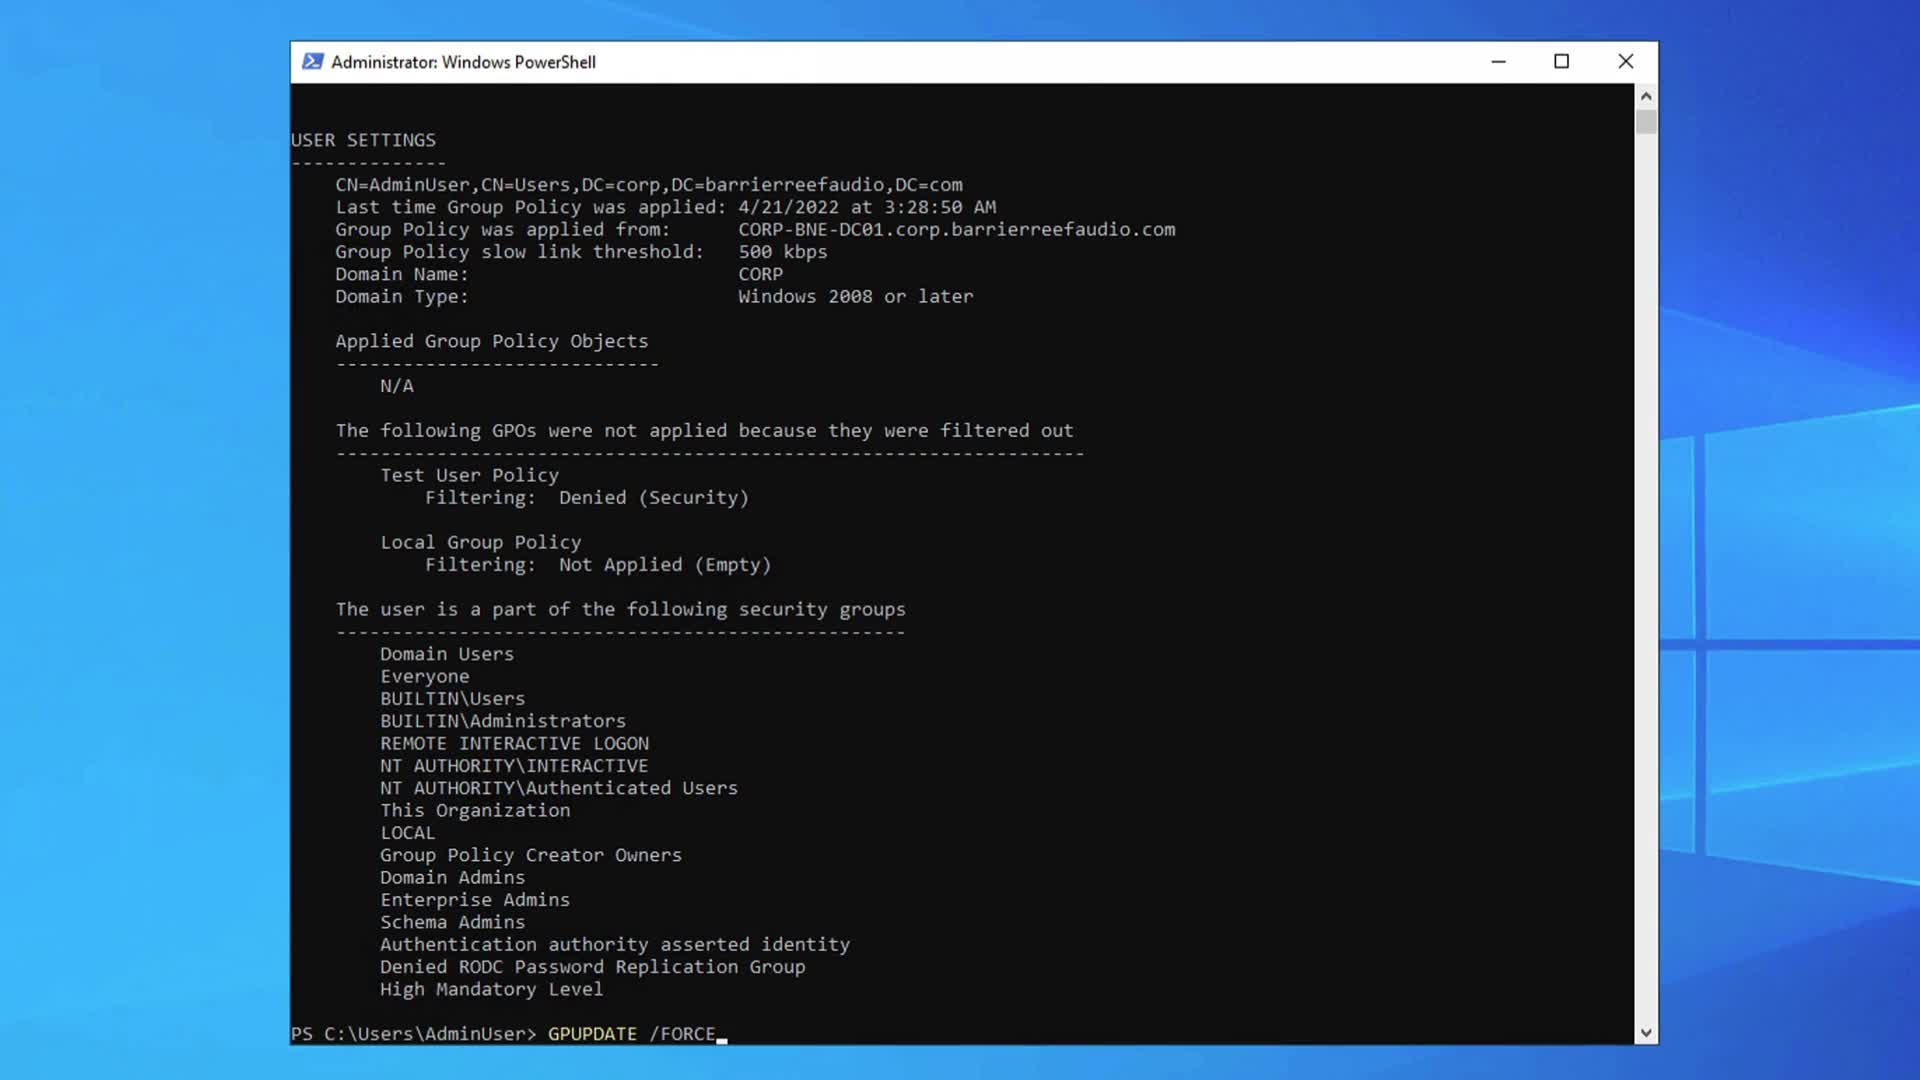 Administrator: Windows PowerShell
USER SETTINGS
--------------
CN=AdminUser,CN=Users,DC=corp,DC=barrierreefaudio,DC=com
Last time Group Policy was applied: 4/21/2022 at 3:28:50 AM
Group Policy was applied from:      CORP-BNE-DC01.corp.barrierreefaudio.com
Group Policy slow link threshold:   500 kbps
Domain Name:                        CORP
Domain Type:                        Windows 2008 or later
Applied Group Policy Objects
-----------------------------
N/A
The following GPOs were not applied because they were filtered out
-------------------------------------------------------------------
Test User Policy
Filtering:  Denied (Security)
Local Group Policy
Filtering:  Not Applied (Empty)
The user is a part of the following security groups
---------------------------------------------------
Domain Users
Everyone
BUILTIN\Users
BUILTIN\Administrators
REMOTE INTERACTIVE LOGON
NT AUTHORITY\INTERACTIVE
NT AUTHORITY\Authenticated Users
This Organization
LOCAL
Group Policy Creator Owners
Domain Admins
Enterprise Admins
Schema Admins
Authentication authority asserted identity
Denied RODC Password Replication Group
High Mandatory Level
PS C:\Users\AdminUser> GPUPDATE /FORCE